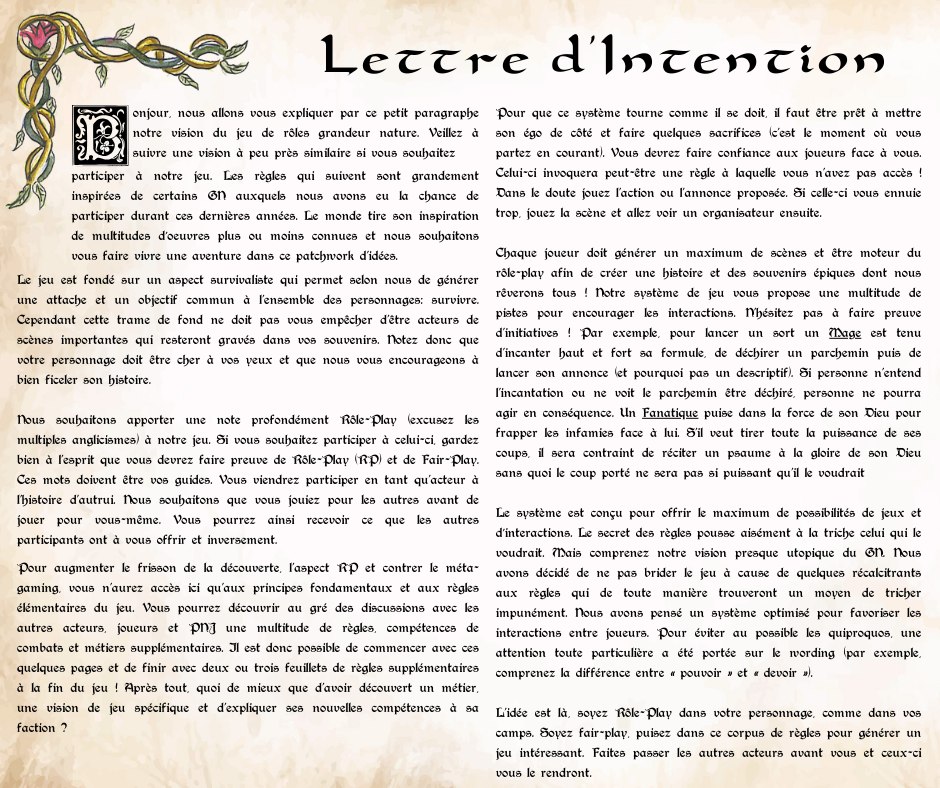 Lettre d'Intention
Bonjour, nous allons vous expliquer par ce petit paragraphe
notre vision du jeu de rôles grandeur nature. Veillez à
suivre une vision à peu près similaire si vous souhaitez
participer à notre jeu. Les règles qui suivent sont grandement
inspirées de certains GN auxquels nous avons eu la chance de
participer durant ces dernières années. Le monde tire son inspiration
de multitudes d'oeuvres plus ou moins connues et nous souhaitons
vous faire vivre une aventure dans ce patchwork d'idées.
Le jeu est fondé sur un aspect survivaliste qui permet selon nous de générer
une attache et un objectif commun à l'ensemble des personnages: survivre.
Cependant cette trame de fond ne doit pas vous empêcher d'être acteurs de
scènes importantes qui resteront gravés dans vos souvenirs. Notez donc que
votre personnage doit être cher à vos yeux et que nous vous encourageons à
bien ficeler son histoire.
Nous souhaitons apporter une note profondément Rôle-Play (excusez les
multiples anglicismes) à notre jeu. Si vous souhaitez participer à celui-ci, gardez
bien à l'esprit que vous devrez faire preuve de Rôle-Play (RP) et de Fair-Play.
Ces mots doivent être vos guides. Vous viendrez participer en tant qu'acteur à
l'histoire d'autrui. Nous souhaitons que vous jouiez pour les autres avant de
jouer pour vous-même. Vous pourrez ainsi recevoir ce que les autres
participants ont à vous offrir et inversement.
Pour augmenter le frisson de la découverte, l'aspect RP et contrer le méta-
gaming, vous n'aurez accès ici qu'aux principes fondamentaux et aux règles
élémentaires du jeu. Vous pourrez découvrir au gré des discussions avec les
autres acteurs, joueurs et PNJ une multitude de règles, compétences de
combats et métiers supplémentaires. Il est donc possible de commencer avec ces
quelques pages et de finir avec deux ou trois feuillets de règles supplémentaires
à la fin du jeu ! Après tout, quoi de mieux que d'avoir découvert un métier,
une vision de jeu spécifique et d'expliquer ses nouvelles compétences à sa
faction ?
Pour que ce système tourne comme il se doit, il faut être prêt à mettre
son égo de côté et faire quelques sacrifices (c'est le moment où vous
partez en courant). Vous devrez faire confiance aux joueurs face à vous.
Celui-ci invoquera peut-être une règle à laquelle vous n'avez pas accès !
Dans le doute jouez l'action ou l'annonce proposée. Si celle-ci vous ennuie
trop, jouez la scène et allez voir un organisateur ensuite.
Chaque joueur doit générer un maximum de scènes et être moteur du
rôle-play afin de créer une histoire et des souvenirs épiques dont nous
rêverons tous ! Notre système de jeu vous propose une multitude de
pistes pour encourager les interactions. N'hésitez pas à faire preuve
d'initiatives ! Par exemple, pour lancer un sort un Mage est tenu
d'incanter haut et fort sa formule, de déchirer un parchemin puis de
lancer son annonce (et pourquoi pas un descriptif). Si personne n'entend
l'incantation ou ne voit le parchemin être déchiré, personne ne pourra
agir en conséquence. Un Fanatique puise dans la force de son Dieu pour
frapper les infamies face à lui. S'il veut tirer toute la puissance de ses
coups, il sera contraint de réciter un psaume à la gloire de son Dieu
sans quoi le coup porté ne sera pas si puissant qu'il le voudrait
Le système est conçu pour offrir le maximum de possibilités de jeux et
d'interactions. Le secret des règles pousse aisément à la triche celui qui le
voudrait. Mais comprenez notre vision presque utopique du GN. Nous
avons décidé de ne pas brider le jeu à cause de quelques récalcitrants
aux règles qui de toute manière trouveront un moyen de tricher
impunément. Nous avons pensé un système optimisé pour favoriser les
interactions entre joueurs. Pour éviter au possible les quiproquos, une
attention toute particulière a été portée sur le wording (par exemple,
comprenez la différence entre « pouvoir » et « devoir »).
L'idée est là, soyez Rôle-Play dans votre personnage, comme dans vos
camps. Soyez fair-play, puisez dans ce corpus de règles pour générer un
jeu intéressant. Faites passer les autres acteurs avant vous et ceux-ci
vous le rendront.